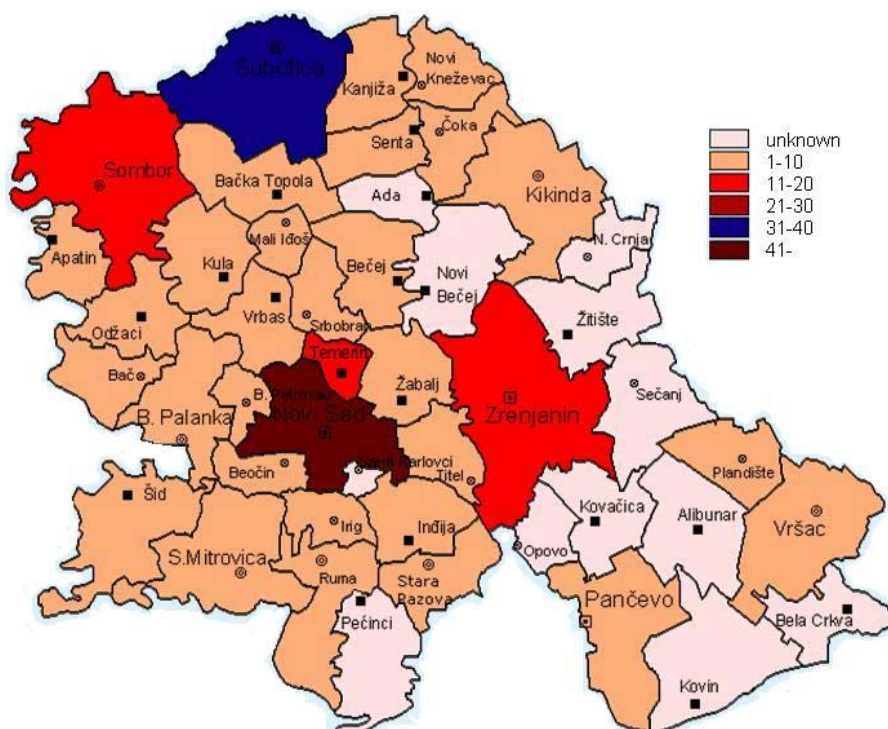 Subotica
Kanjiža
Novi
Kneževac
Čoka
Senta
Sombor
Bačka Topola
Ada
Kikinda
unknown
1-10
11-20
21-30
31-40
41-
Apatin
Kula
Mali Iđoš
Bečej
Novi
Bečej
N. Crnja
Odžaci
Vrbas
Srbobran
Žitište
Temerin
Bač
B. Palanka
B. Petrovac
Novi Sad
Žabalj
Zrenjanin
Sečanj
Beočin
Sremski Karlovci
Titel
Plandište
Šid
Irig
Inđija
Opovo
Kovačica
Alibunar
Vršac
S.Mitrovica
Ruma
Stara
Pazova
Pančevo
Pećinci
Bela Crkva
Kovin